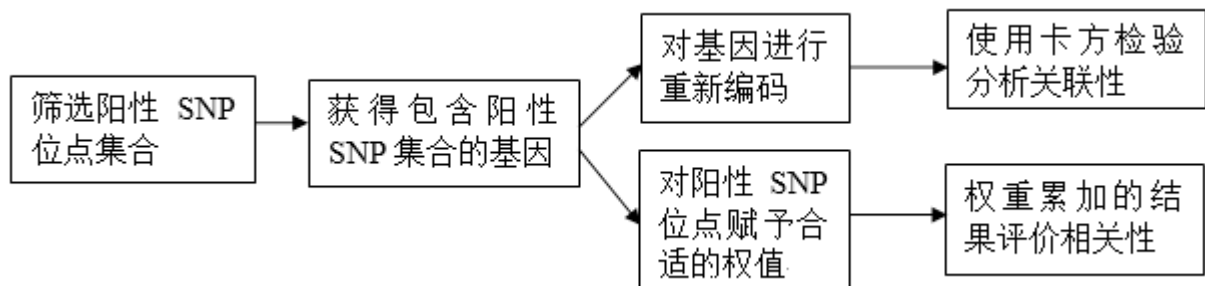 筛选阳性 SNP
位点集合
获得包含阳性
SNP 集合的基因
对基因进行
重新编码
使用卡方检验
分析关联性
对阳性 SNP
位点赋予合
适的权值
权重累加的结
果评价相关性